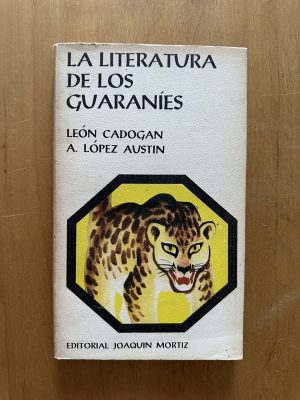 LA LITERATURA
DE LOS
GUARANÍES
LEÓN CADOGAN
A. LÓPEZ AUSTIN
EDITORIAL JOAQUIN MORTIZ